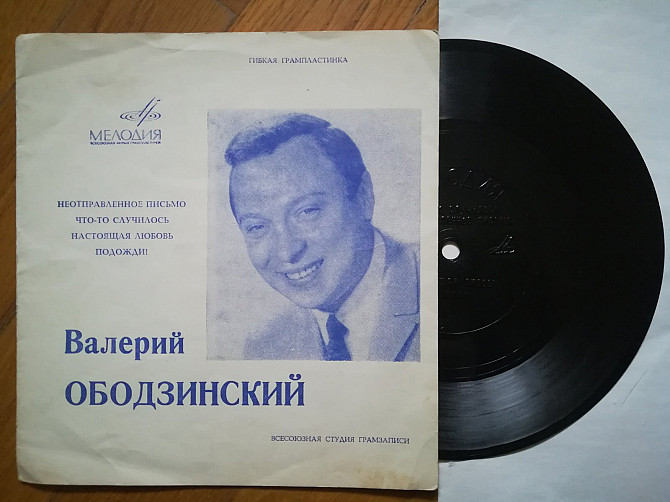 ГИБКАЯ ГРАМПЛАСТИНКА
МЕЛОДИЯ
ВСЕСОЮЗНАЯ ФИРМА ГРАМПЛАСТИНОК
НЕОТПРАВЛЕННОЕ ПИСЬМО
ЧТО-ТО СЛУЧИЛОСЬ
НАСТОЯЩАЯ ЛЮБОВЬ
ПОДОЖДИ!
Валерий
ОБОДЗИНСКИЙ
ВСЕСОЮЗНАЯ СТУДИЯ ГРАМЗАПИСИ